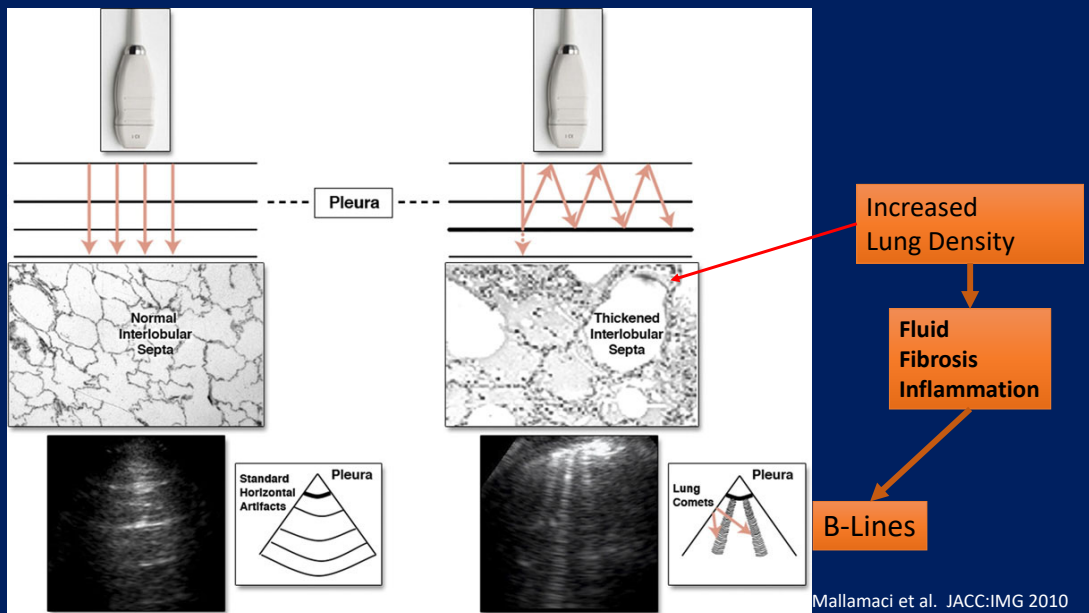 Pleura
Increased
Lung Density
Normal
Interlobular
Septa
Thickened
Interlobular
Septa
Fluid
Fibrosis
Inflammation
Standard
Horizontal
Artifacts
Pleura
Lung
Comets
Pleura
B-Lines
Mallamaci et al. JACC:IMG 2010